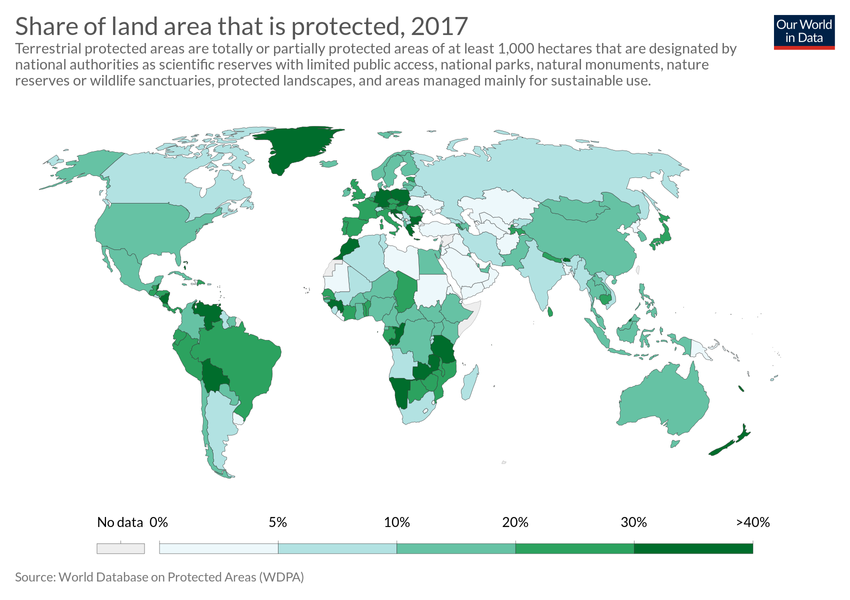 Share of land area that is protected, 2017
Our World
in Data
Terrestrial protected areas are totally or partially protected areas of at least 1,000 hectares that are designated by
national authorities as scientific reserves with limited public access, national parks, natural monuments, nature
reserves or wildlife sanctuaries, protected landscapes, and areas managed mainly for sustainable use.
No data 0% 5% 10% 20% 30% >40%
Source: World Database on Protected Areas (WDPA)